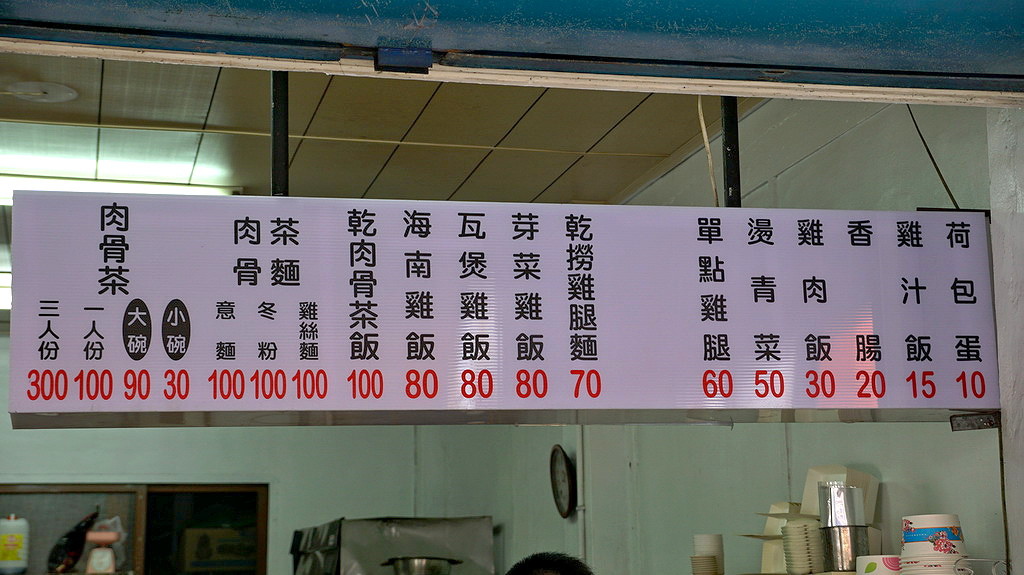 肉骨茶
三人份 300
一人份 100
大碗 90
小碗 30
肉骨茶麵
意麵 100
冬粉 100
雞絲麵 100
乾肉骨茶飯 100
海南雞飯 80
瓦煲雞飯 80
芽菜雞飯 80
乾撈雞腿麵 70
單點雞腿 60
燙青菜 50
雞肉飯 30
香腸 20
雞汁飯 15
荷包蛋 10